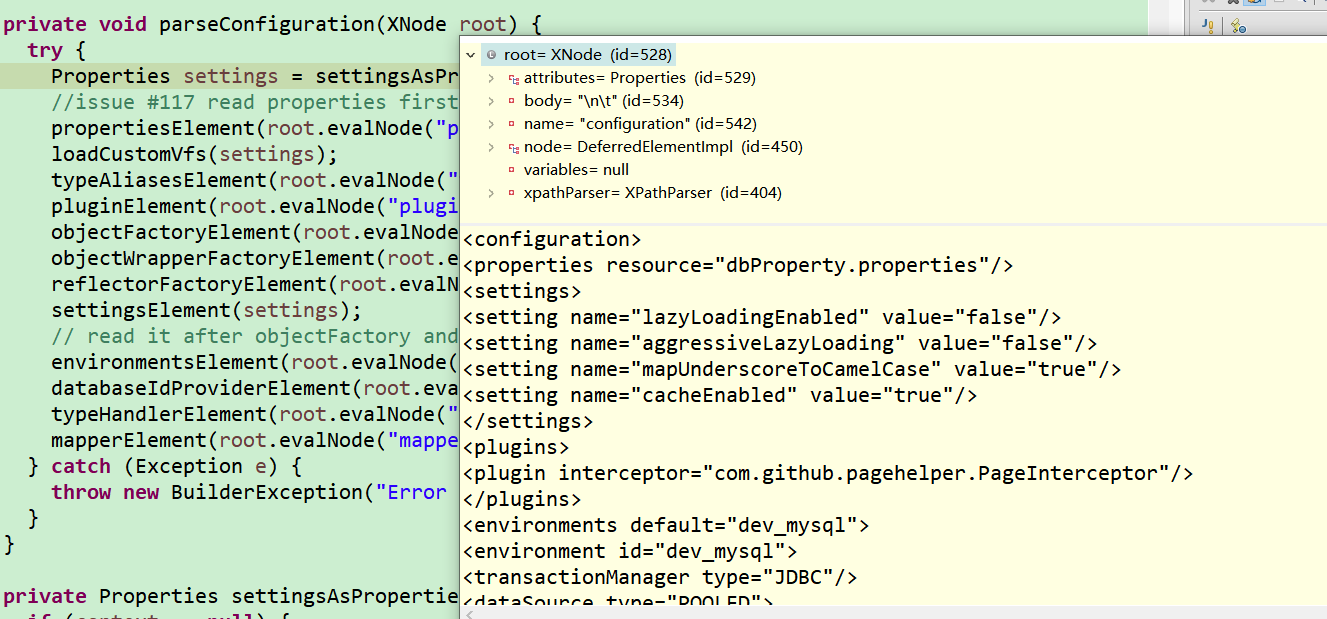 private void parseConfiguration(XNode root) {
try {
Properties settings = settingsAsPr
//issue #117 read properties first
propertiesElement(root.evalNode("p
loadCustomVfs(settings);
typeAliasesElement(root.evalNode("
pluginElement(root.evalNode("plugi
objectFactoryElement(root.evalNode
objectWrapperFactoryElement(root.e
reflectorFactoryElement(root.evalN
settingsElement(settings);
// read it after objectFactory and
environmentsElement(root.evalNode(
databaseIdProviderElement(root.eva
typeHandlerElement(root.evalNode("
mapperElement(root.evalNode("mappe
} catch (Exception e) {
throw new BuilderException("Error
}
}
private Properties settingsAsPropertie
if (context == null) {
root= XNode (id=528)
attributes= Properties (id=529)
body= "\n\t" (id=534)
name= "configuration" (id=542)
node= DeferredElementImpl (id=450)
variables= null
xpathParser= XPathParser (id=404)
<configuration>
<properties resource="dbProperty.properties"/>
<settings>
<setting name="lazyLoadingEnabled" value="false"/>
<setting name="aggressiveLazyLoading" value="false"/>
<setting name="mapUnderscoreToCamelCase" value="true"/>
<setting name="cacheEnabled" value="true"/>
</settings>
<plugins>
<plugin interceptor="com.github.pagehelper.PageInterceptor"/>
</plugins>
<environments default="dev_mysql">
<environment id="dev_mysql">
<transactionManager type="JDBC"/>
<dataSource type="POOLED">